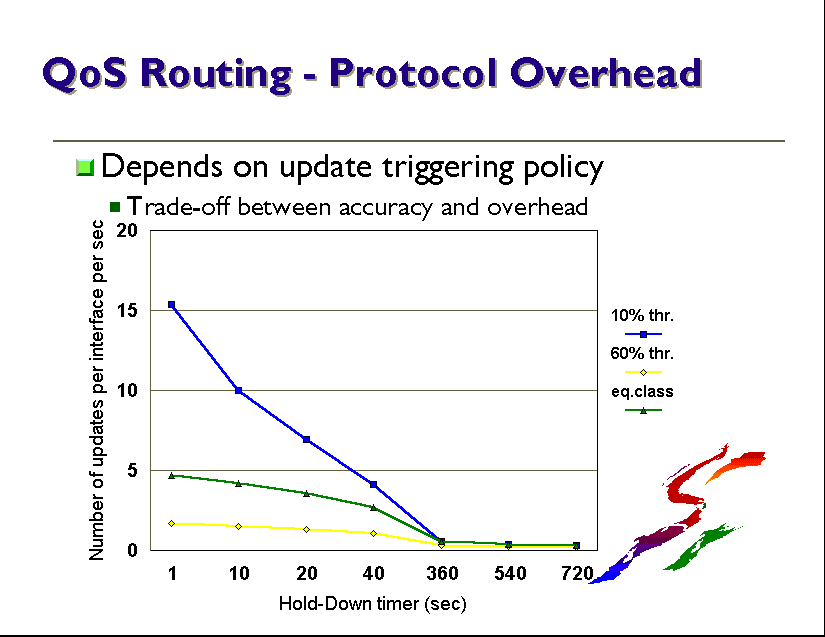 QoS Routing - Protocol Overhead
Depends on update triggering policy
Trade-off between accuracy and overhead
Number of updates per interface per sec
20
15
10
5
0
1 10 20 40 360 540 720
Hold-Down timer (sec)
10% thr.
60% thr.
eq.class